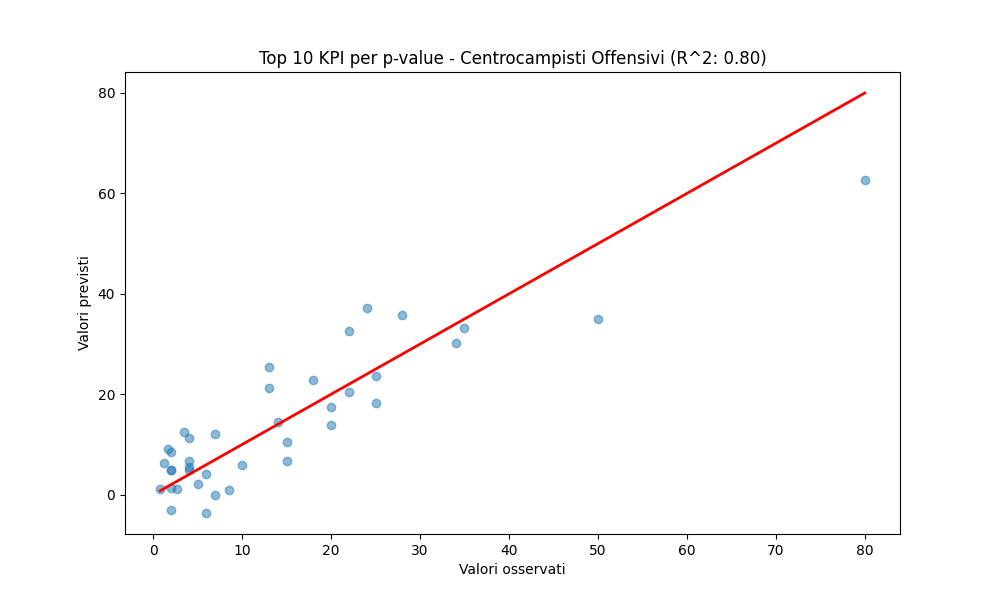 Top 10 KPI per p-value - Centrocampisti Offensivi (R^2: 0.80)
Valori previsti
80
60
40
20
0
0 10 20 30 40 50 60 70 80
Valori osservati